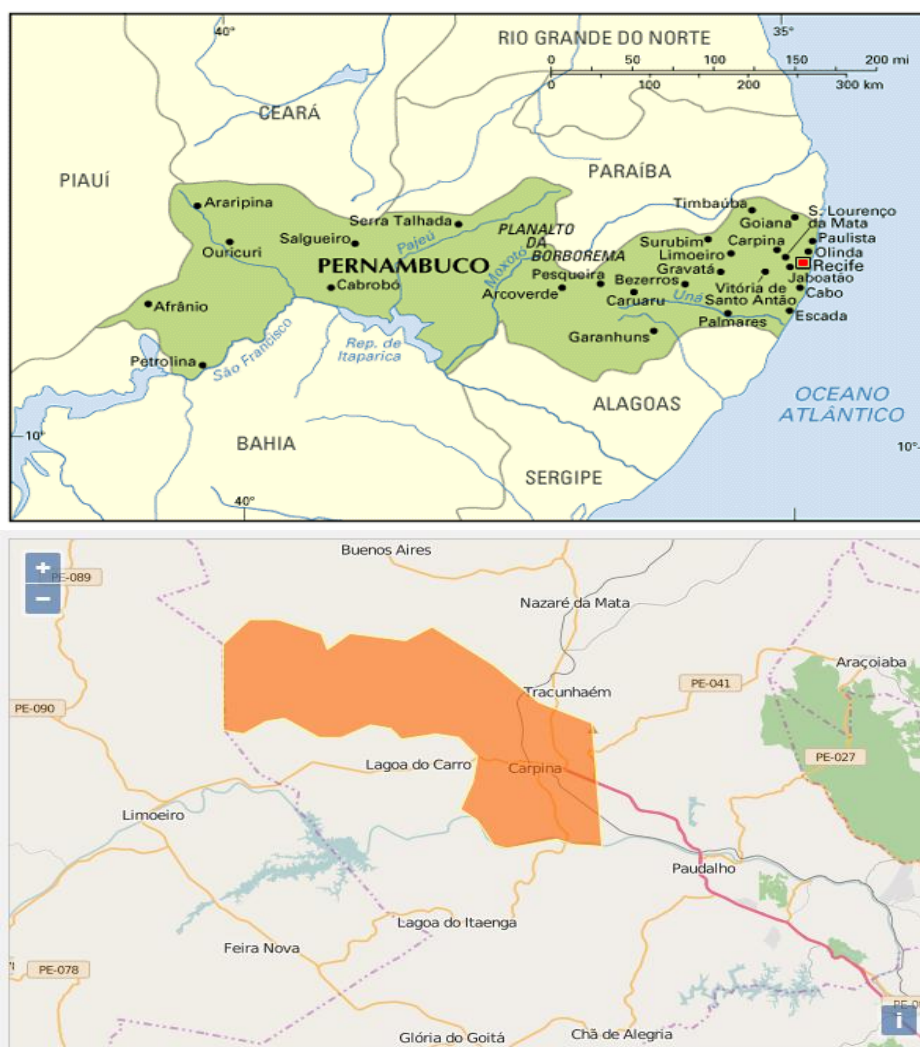 40°
35°
RIO GRANDE DO NORTE
0 50 100 150 200 mi
0 100 200 300 km
CEARÁ
PIAUÍ
PARAÍBA
Araripina
Timbaúba
Goiana
S. Lourenço
da Mata
Serra Talhada
PLANALTO
DA
BORBOREMA
Ouricuri
Salgueiro
Pajeú
Surubim
Carpina
Paulista
Limoeiro
Olinda
PERNAMBUCO
Moxotó
Gravatá
Recife
Pesqueira
Bezerros
Jaboatão
Cabrobó
Arcoverde
Caruaru
Uná
Vitória de
Santo Antão
Cabo
Afrânio
Palmares
Escada
São Francisco
Rep. de
Itaparica
Garanhuns
Petrolina
ALAGOAS
OCEANO
ATLÂNTICO
10°
BAHIA
10°
SERGIPE
40°
+
−
PE-089
Buenos Aires
Nazaré da Mata
Araçoiaba
PE-041
Tracunhaém
PE-090
PE-027
Lagoa do Carro
Carpina
Limoeiro
Paudalho
Lagoa do Itaenga
Feira Nova
PE-078
i
Glória do Goitá
Chã de Alegria